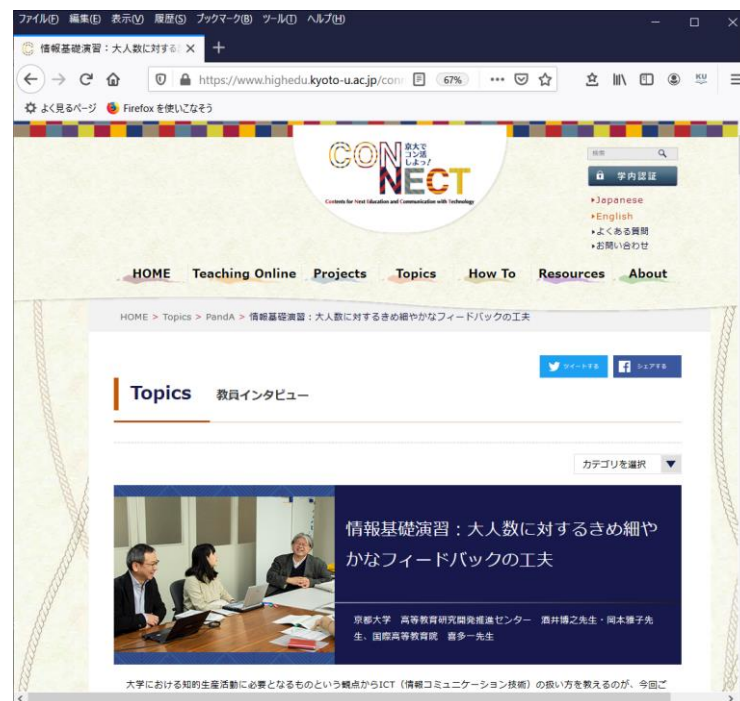 ファイル(F) 編集(E) 表示(V) 履歴(S) ブックマーク(B) ツール(T) ヘルプ(H)
情報基礎演習：大人数に対する
https://www.highedu.kyoto-u.ac.jp/conn
67%
よく見るページ Firefox を使いこなそう
CONNECT
京大でコン活しよう!
Contents for Next Education and Communication with Technology
検索
学内認証
Japanese
English
よくある質問
お問い合わせ
HOME Teaching Online Projects Topics How To Resources About
HOME > Topics > PandA > 情報基礎演習：大人数に対するきめ細やかなフィードバックの工夫
ツイートする シェアする
Topics 教員インタビュー
カテゴリを選択
情報基礎演習：大人数に対するきめ細や
かなフィードバックの工夫
京都大学 高等教育研究開発推進センター 酒井博之先生・岡本雅子先
生、国際高等教育院 喜多一先生
大学における知的生産活動に必要となるものという観点からICT（情報コミュニケーション技術）の扱い方を教えるのが、今回ご